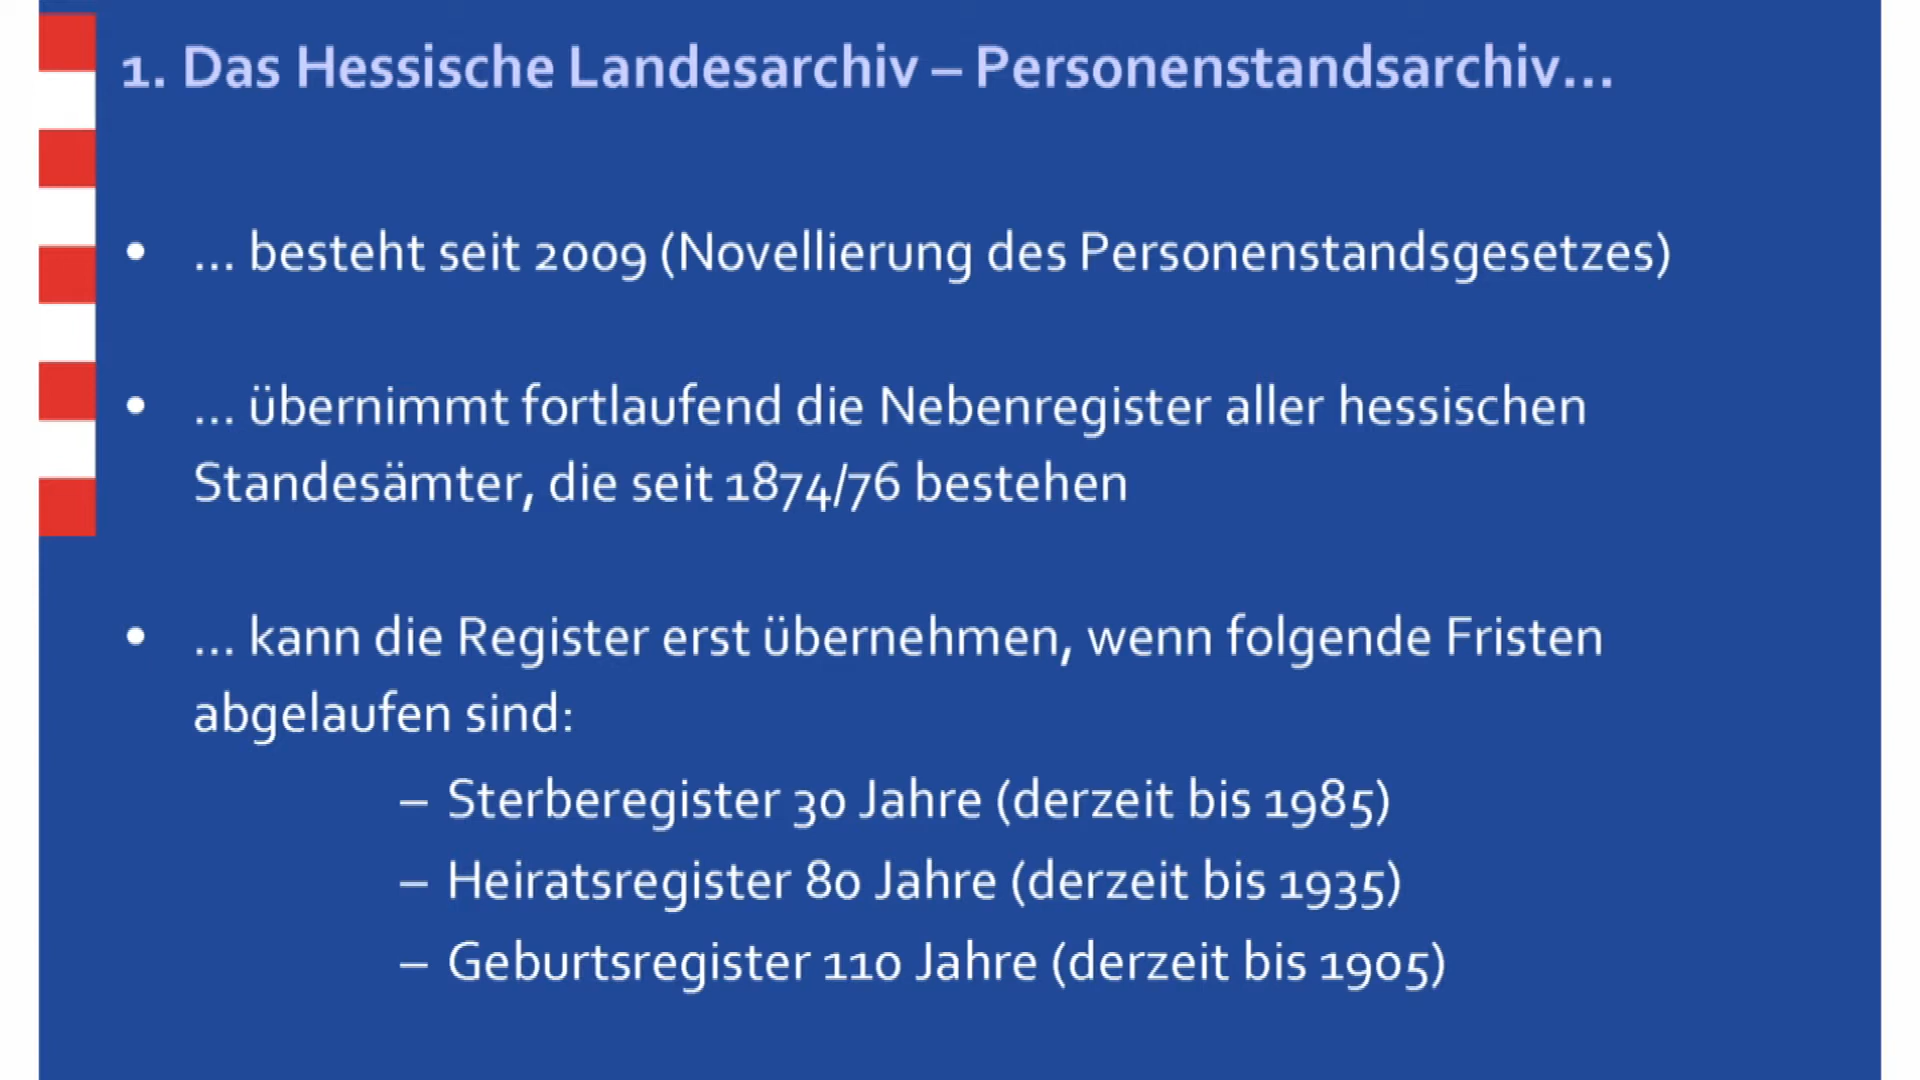 1. Das Hessische Landesarchiv – Personenstandsarchiv…
• … besteht seit 2009 (Novellierung des Personenstandsgesetzes)
• … übernimmt fortlaufend die Nebenregister aller hessischen
Standesämter, die seit 1874/76 bestehen
• … kann die Register erst übernehmen, wenn folgende Fristen
abgelaufen sind:
– Sterberegister 30 Jahre (derzeit bis 1985)
– Heiratsregister 80 Jahre (derzeit bis 1935)
– Geburtsregister 110 Jahre (derzeit bis 1905)